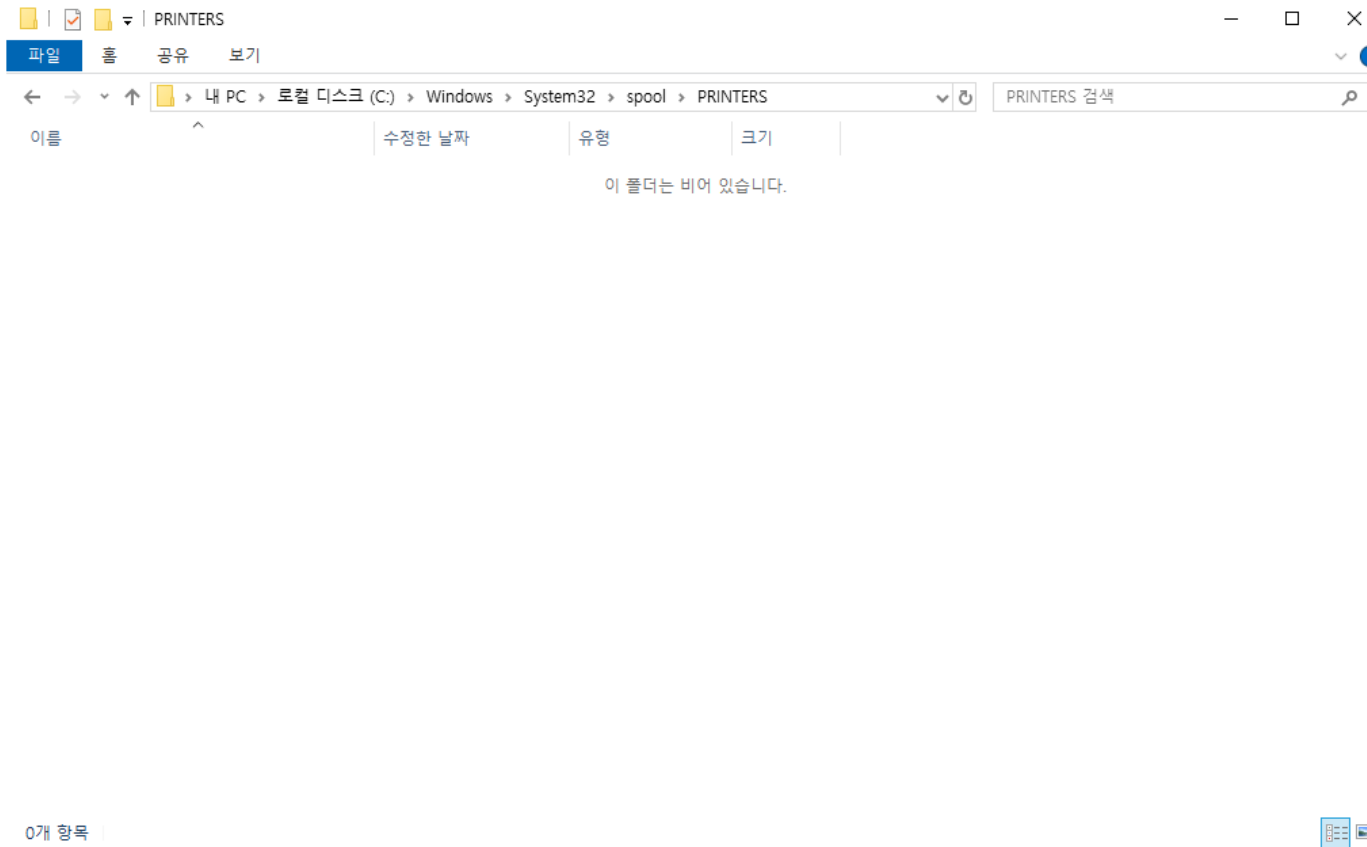 PRINTERS
파일 홈 공유 보기
내 PC › 로컬 디스크 (C:) › Windows › System32 › spool › PRINTERS PRINTERS 검색
이름 수정한 날짜 유형 크기
이 폴더는 비어 있습니다.
0개 항목